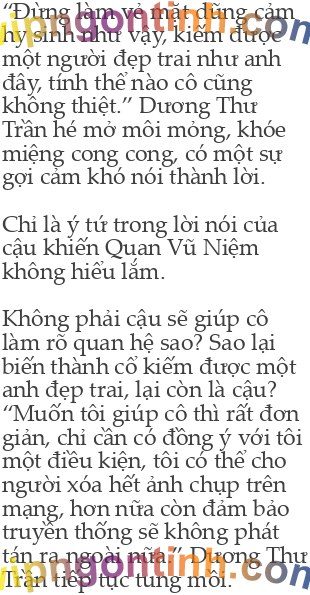 “Đừng làm vẻ mặt dũng cảm
hy sinh như vậy, kiếm được
một người đẹp trai như anh
đây, tính thể nào cô cũng
không thiệt.” Dương Thư
Trần hé mở môi mỏng, khóe
miệng cong cong, có một sự
gợi cảm khó nói thành lời.
Chỉ là ý tứ trong lời nói của
cậu khiến Quan Vũ Niệm
không hiểu lắm.
Không phải cậu sẽ giúp cô
làm rõ quan hệ sao? Sao lại
biến thành cổ kiếm được một
anh đẹp trai, lại còn là cậu?
“Muốn tôi giúp cô thì rất đơn
giản, chỉ cần có đồng ý với tôi
một điều kiện, tôi có thể cho
người xóa hết ảnh chụp trên
mạng, hơn nữa còn đảm bảo
truyền thống sẽ không phát
tán ra ngoài nữa.” Dương Thư
Trần tiếp tục tung mồi.
vipngontinh.com
vipngontinh.com